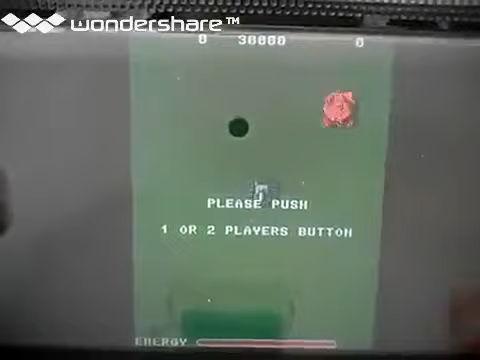 wondershare™
0 30000 0
PLEASE PUSH
1 OR 2 PLAYERS BUTTON
ENERGY